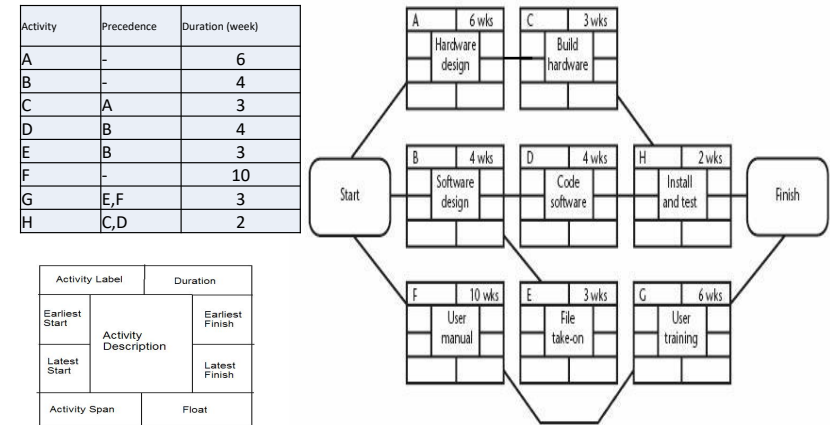 Activity Precedence Duration (week)
A - 6
B - 4
C A 3
D B 4
E B 3
F - 10
G E,F 3
H C,D 2
Activity Label Duration
Earliest
Start
Earliest
Finish
Activity
Description
Latest
Start
Latest
Finish
Activity Span Float
Start
A 6 wks
Hardware
design
C 3 wks
Build
hardware
B 4 wks
Software
design
D 4 wks
Code
software
H 2 wks
Install
and test
Finish
F 10 wks
User
manual
E 3 wks
File
take-on
G 6 wks
User
training